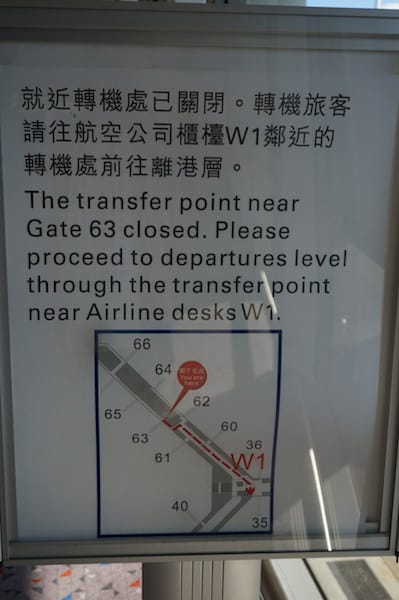 就近轉機處已關閉。轉機旅客
請往航空公司櫃檯W1鄰近的
轉機處前往離港層。
The transfer point near
Gate 63 closed. Please
proceed to departures level
through the transfer point
near Airline desks W1.
66
64
You are
here
62
65
63
60
61
36
W1
40
35